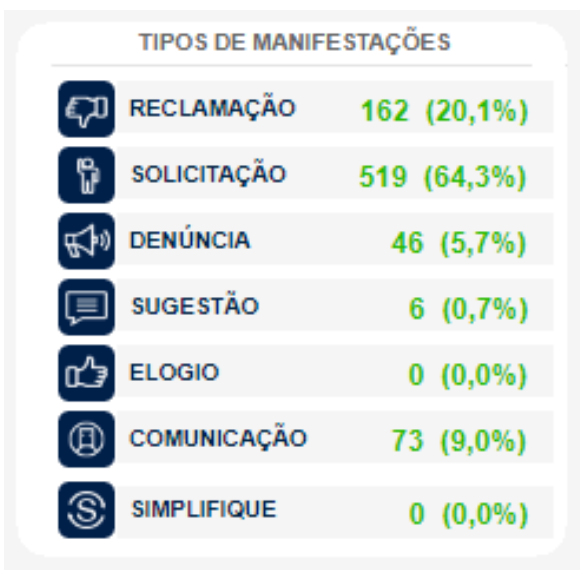 TIPOS DE MANIFESTAÇÕES
RECLAMAÇÃO 162 (20,1%)
SOLICITAÇÃO 519 (64,3%)
DENÚNCIA 46 (5,7%)
SUGESTÃO 6 (0,7%)
ELOGIO 0 (0,0%)
COMUNICAÇÃO 73 (9,0%)
SIMPLIFIQUE 0 (0,0%)